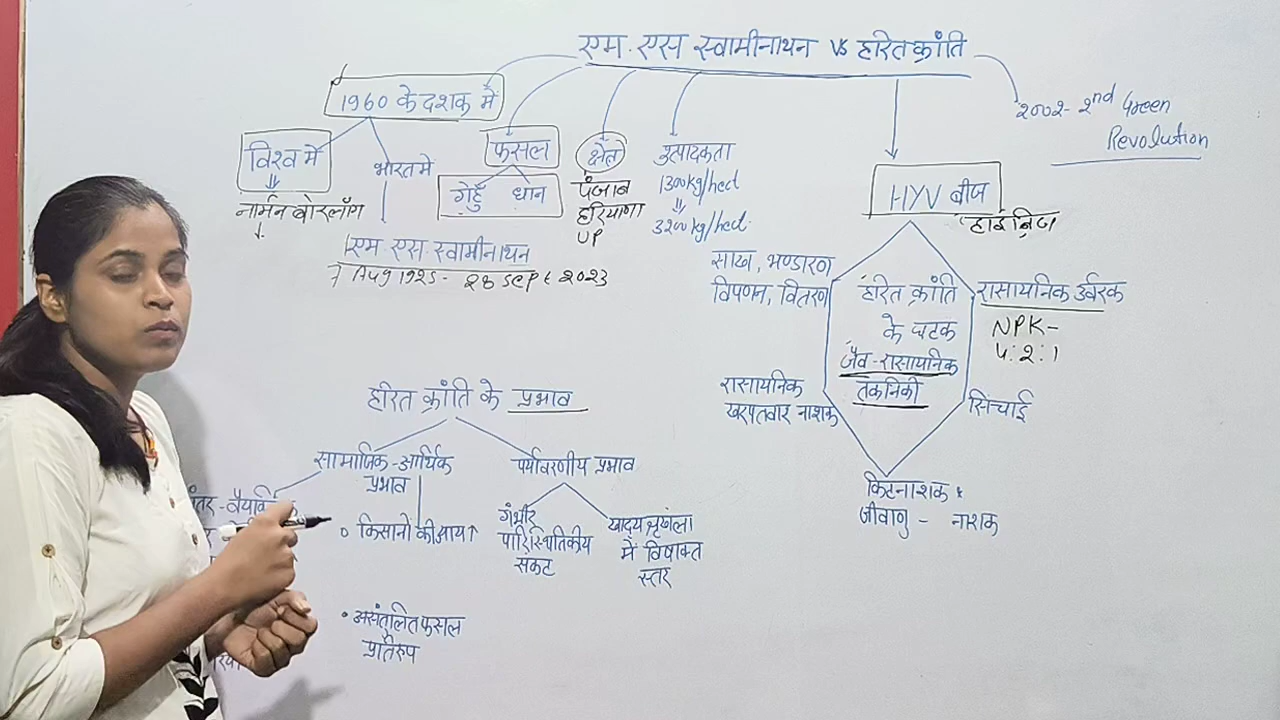 एम. एस स्वामीनाथन vs हरित क्रांति
1960 के दशक में
विश्व में
नार्मन बोरलॉग
भारत मे
एम. एस. स्वामीनाथन
7 Aug 1925 - 28 Sept 2023
फसल
गेहूँ धान
क्षेत्र
पंजाब
हरियाणा
UP
उत्पादकता
1300kg/hect
3200kg/hect.
2002- 2nd Green
Revolution
HYV बीज
साख, भण्डारण
विपणन, वितरण
हरित क्रांति
के घटक
जैव-रासायनिक
तकनिकी
रासायनिक उर्वरक
NPK-
4:2:1
रासायनिक
खरपतवार नाशक
सिंचाई
किटनाशक &
जीवाणु - नाशक
हरित क्रांति के प्रभाव
सामाजिक-आर्थिक
प्रभाव
किसानो की आय↑
असंतुलित फसल
प्रतिरुप
पर्यावरणीय प्रभाव
गंभीर
पारिस्थितिकीय
संकट
खाद्य श्रृंखला
में विषाक्त
स्तर